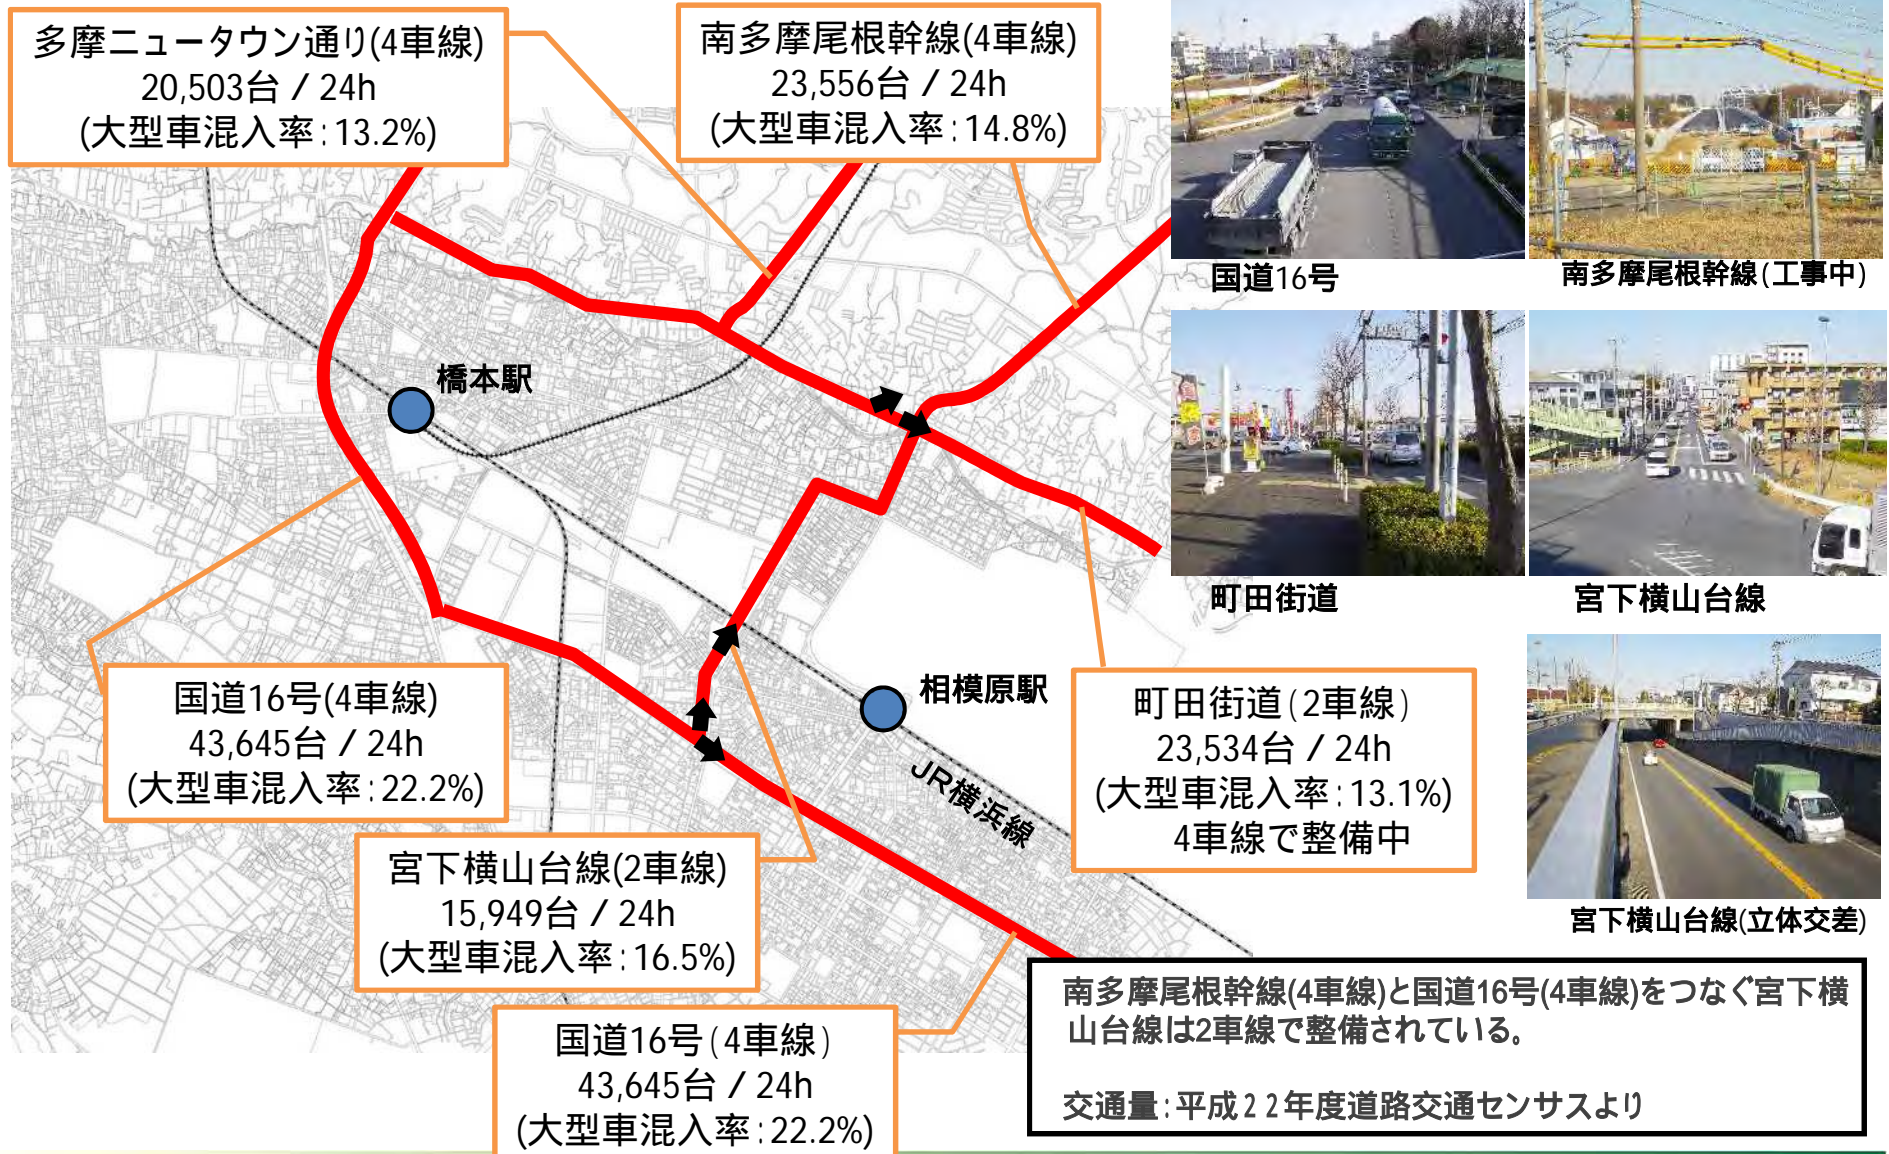 多摩ニュータウン通り(4車線)
20,503台 / 24h
(大型車混入率:13.2%)
南多摩尾根幹線(4車線)
23,556台 / 24h
(大型車混入率:14.8%)
国道16号
南多摩尾根幹線(工事中)
橋本駅
町田街道
宮下横山台線
国道16号(4車線)
43,645台 / 24h
(大型車混入率:22.2%)
相模原駅
JR横浜線
町田街道(2車線)
23,534台 / 24h
(大型車混入率:13.1%)
4車線で整備中
宮下横山台線(2車線)
15,949台 / 24h
(大型車混入率:16.5%)
宮下横山台線(立体交差)
国道16号(4車線)
43,645台 / 24h
(大型車混入率:22.2%)
南多摩尾根幹線(4車線)と国道16号(4車線)をつなぐ宮下横
山台線は2車線で整備されている。
交通量:平成22年度道路交通センサスより